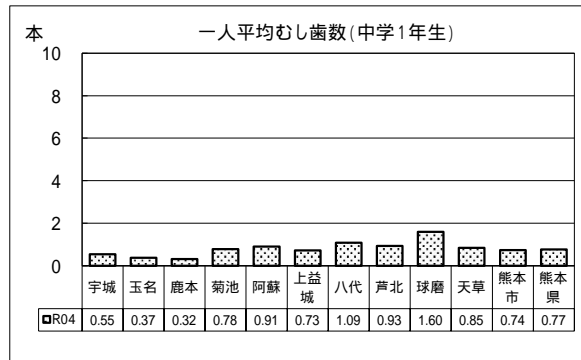 一人平均むし歯数(中学1年生)
本
10
8
6
4
2
0
宇城 玉名 鹿本 菊池 阿蘇 上益城 八代 芦北 球磨 天草 熊本市 熊本県
R04 0.55 0.37 0.32 0.78 0.91 0.73 1.09 0.93 1.60 0.85 0.74 0.77